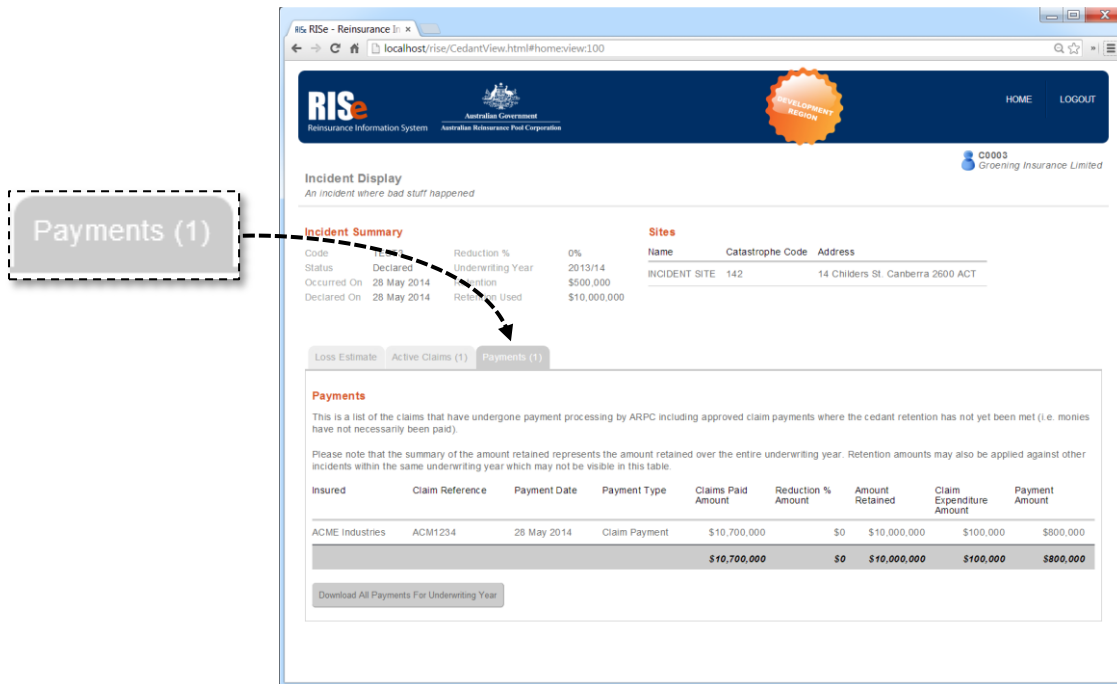 RISe RISe - Reinsurance In ×
localhost/rise/CedantView.html#home:view:100
RISe
Reinsurance Information System
Australian Government
Australian Reinsurance Pool Corporation
DEVELOPMENT
REGION
HOME LOGOUT
C0003
Groening Insurance Limited
Incident Display
An incident where bad stuff happened
Payments (1)
Incident Summary
Code Reduction % 0%
Status Declared Underwriting Year 2013/14
Occurred On 28 May 2014 Retention $500,000
Declared On 28 May 2014 Retention Used $10,000,000
Sites
Name Catastrophe Code Address
INCIDENT SITE 142 14 Childers St. Canberra 2600 ACT
Loss Estimate Active Claims (1) Payments (1)
Payments
This is a list of the claims that have undergone payment processing by ARPC including approved claim payments where the cedant retention has not yet been met (i.e. monies
have not necessarily been paid).
Please note that the summary of the amount retained represents the amount retained over the entire underwriting year. Retention amounts may also be applied against other
incidents within the same underwriting year which may not be visible in this table.
Insured Claim Reference Payment Date Payment Type Claims Paid Reduction % Amount Claim Payment
Amount Amount Retained Expenditure Amount
Amount
ACME Industries ACM1234 28 May 2014 Claim Payment $10,700,000 $0 $10,000,000 $100,000 $800,000
$10,700,000 $0 $10,000,000 $100,000 $800,000
Download All Payments For Underwriting Year